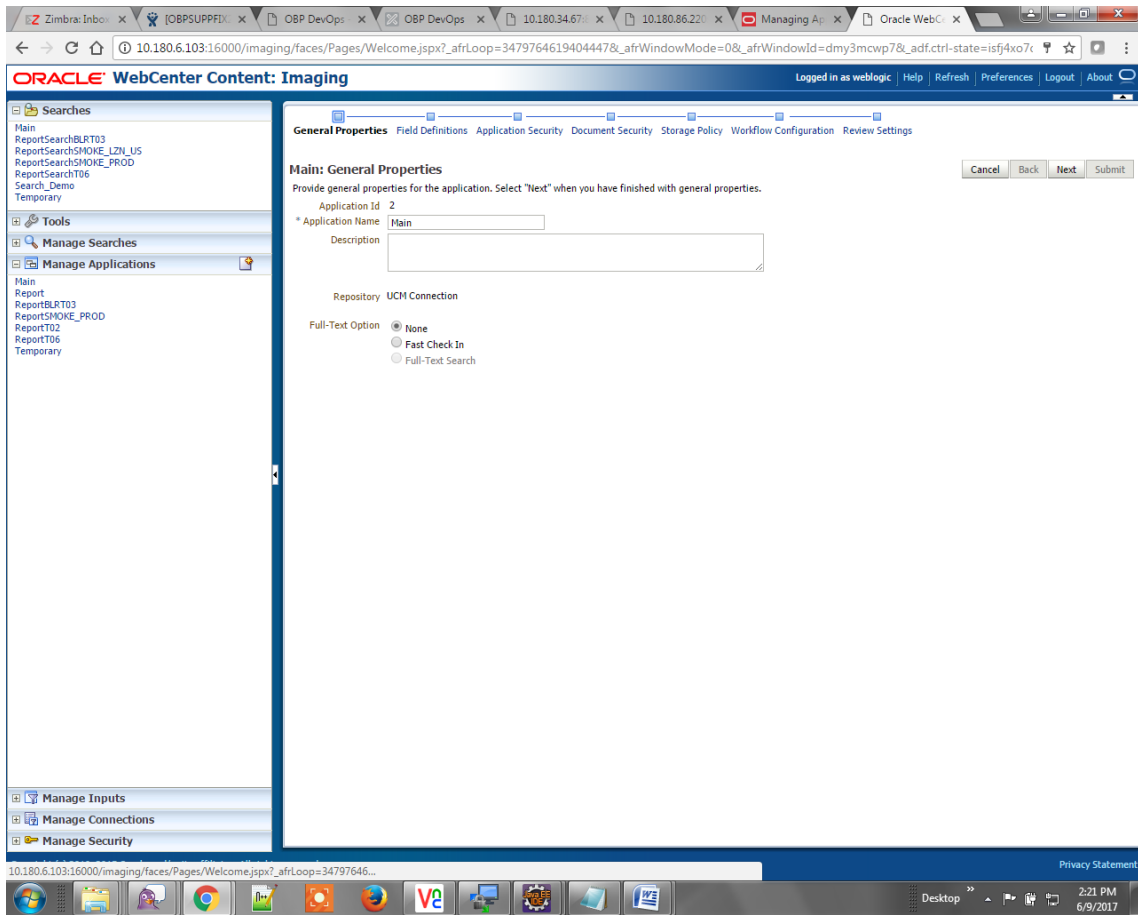 Zimbra: Inbox
[OBPSUPPFIX
OBP DevOps
OBP DevOps
10.180.34.67:
10.180.86.220
Managing Ap
Oracle WebCe
10.180.6.103:16000/imaging/faces/Pages/Welcome.jspx?_afrLoop=34797646194044478&_afrWindowMode=0&_afrWindowId=dmy3mcwp7&_adf.ctrl-state=isfj4xo7c
ORACLE WebCenter Content: Imaging
Logged in as weblogic Help Refresh Preferences Logout About
Searches
Main
ReportSearchBLRT03
ReportSearchSMOKE_LZN_US
ReportSearchSMOKE_PROD
ReportSearchT06
Search_Demo
Temporary
Tools
Manage Searches
Manage Applications
Main
Report
ReportBLRT03
ReportSMOKE_PROD
ReportT02
ReportT06
Temporary
Manage Inputs
Manage Connections
Manage Security
General Properties Field Definitions Application Security Document Security Storage Policy Workflow Configuration Review Settings
Main: General Properties
Cancel Back Next Submit
Provide general properties for the application. Select "Next" when you have finished with general properties.
Application Id 2
* Application Name Main
Description
Repository UCM Connection
Full-Text Option None
Fast Check In
Full-Text Search
Privacy Statement
10.180.6.103:16000/imaging/faces/Pages/Welcome.jspx?_afrLoop=34797646...
Desktop
2:21 PM
6/9/2017